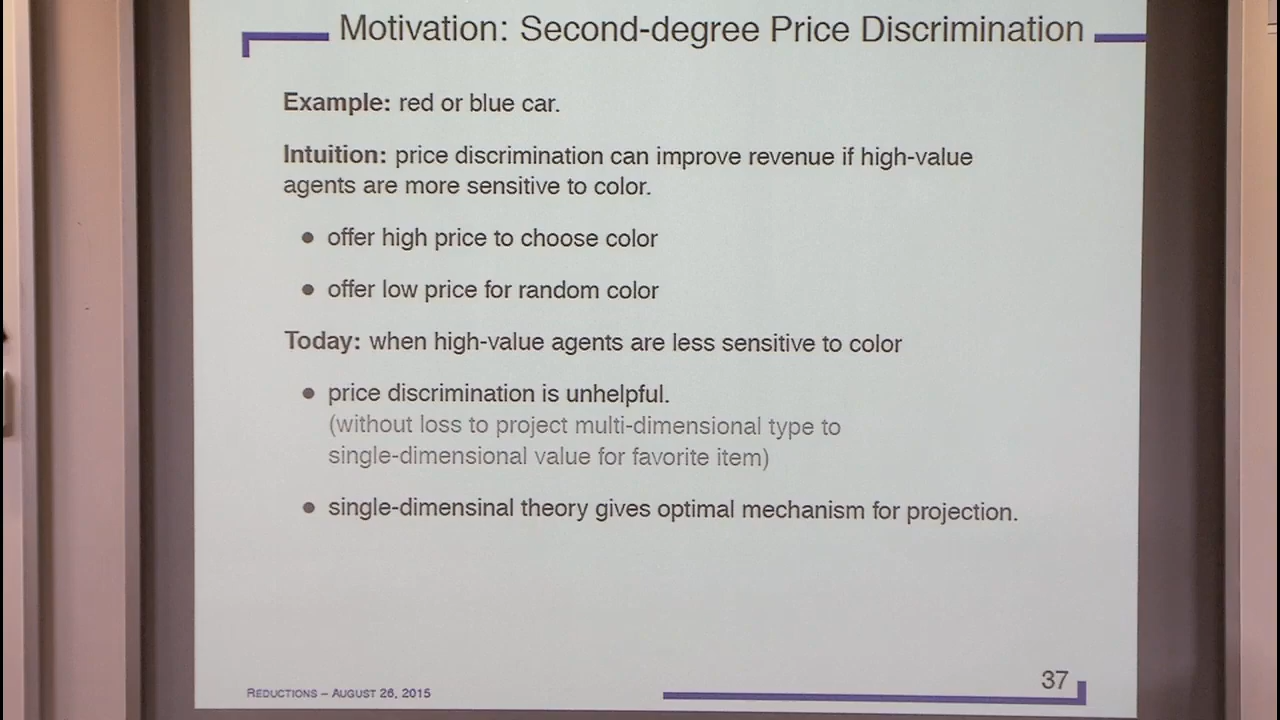 Motivation: Second-degree Price Discrimination
Example: red or blue car.
Intuition: price discrimination can improve revenue if high-value
agents are more sensitive to color.
● offer high price to choose color
● offer low price for random color
Today: when high-value agents are less sensitive to color
● price discrimination is unhelpful.
(without loss to project multi-dimensional type to
single-dimensional value for favorite item)
● single-dimensinal theory gives optimal mechanism for projection.
REDUCTIONS – AUGUST 26, 2015
37